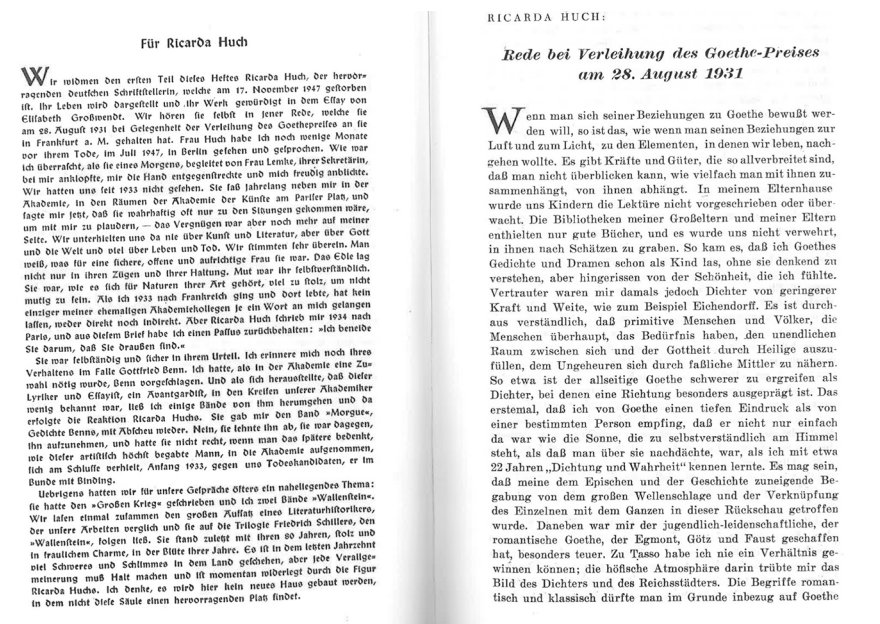 Für Ricarda Huch
Wir widmen den ersten Teil dieses Heftes Ricarda Huch, der hervor-
ragenden Deutschen Schriftstellerin, welche am 17. November 1947 gestorben
ist. Ihr Leben wird dargestellt und ihr Werk gewürdigt in dem Essay von
Elisabeth Großwendt. Wir hören sie selbst in jener Rede, welche sie
am 28. August 1931 bei Gelegenheit der Verleihung des Goethepreises an sie
in Frankfurt a. M. gehalten hat. Frau Huch habe ich noch wenige Monate
vor ihrem Tode, im Juli 1947, in Berlin gesehen und gesprochen. Wie war
ich überrascht, als sie eines Morgens, begleitet von Frau Lemke, ihrer Sekretärin,
bei mir anklopfte, mir die Hand entgegenstreckte und mich freudig anblickte.
Wir hatten uns seit 1933 nicht gesehen. Sie saß jahrelang neben mir in der
Akademie, in den Räumen der Akademie der Künste am Pariser Platz, und
sagte mir jetzt, daß sie wahrhaftig oft nur zu den Sitzungen gekommen wäre,
um mit mir zu plaudern, — das Vergnügen war aber noch mehr auf meiner
Seite. Wir unterhielten uns da nie über Kunst und Literatur, aber über Gott
und die Welt und viel über Leben und Tod. Wir stimmten sehr überein. Man
weiß, was für eine sichere, offene und aufrichtige Frau sie war. Das Edle lag
nicht nur in ihren Zügen und ihrer Haltung. Mut war ihr selbstverständlich.
Sie war, wie es sich für Naturen ihrer Art gehört, viel zu stolz, um nicht
mutig zu sein. Als ich 1933 nach Frankreich ging und dort lebte, hat kein
einziger meiner ehemaligen Akademiekollegen je ein Wort an mich gelangen
lassen, weder direkt noch indirekt. Aber Ricarda Huch schrieb mir 1934 nach
Paris, und aus diesem Brief habe ich einen Passus zurückbehalten: »Ich beneide
Sie darum, daß Sie draußen sind.«
Sie war selbständig und sicher in ihrem Urteil. Ich erinnere mich noch ihres
Verhaltens im Falle Gottfried Benn. Ich hatte, als in der Akademie eine Zu-
wahl nötig wurde, Benn vorgeschlagen. Und als sich herausstellte, daß dieser
Lyriker und Essayist, ein Avantgardist, in den Kreisen unserer Akademiker
wenig bekannt war, ließ ich einige Bände von ihm herumgehen und da
erfolgte die Reaktion Ricarda Huchs. Sie gab mir den Band »Morgue«,
Gedichte Benns, mit Abscheu wieder. Nein, sie lehnte ihn ab, sie war dagegen,
ihn aufzunehmen, und hatte sie nicht recht, wenn man das spätere bedenkt,
wie dieser artistisch höchst begabte Mann, in die Akademie aufgenommen,
sich am Schlusse verhielt, Anfang 1933, gegen uns Todeskandidaten, er im
Bunde mit Binding.
Uebrigens hatten wir für unsere Gespräche öfters ein naheliegendes Thema:
sie hatte den »Großen Krieg« geschrieben und ich zwei Bände »Wallenstein«.
Wir lasen einmal zusammen den großen Aufsatz eines Literaturhistorikers,
der unsere Arbeiten verglich und sie auf die Trilogie Friedrich Schillers, den
»Wallenstein«, folgen ließ. Sie stand zuletzt mit ihren 80 Jahren, stolz und
in fraulichem Charme, in der Blüte ihrer Jahre. Es ist in dem letzten Jahrzehnt
viel Schweres und Schlimmes in dem Land geschehen, aber jede Verallge-
meinerung muß Halt machen und ist momentan widerlegt durch die Figur
Ricarda Huchs. Ich denke, es wird hier kein neues Haus gebaut werden,
in dem nicht diese Säule einen hervorragenden Platz findet.
RICARDA HUCH:
Rede bei Verleihung des Goethe-Preises
am 28. August 1931
Wenn man sich seiner Beziehungen zu Goethe bewußt wer-
den will, so ist das, wie wenn man seinen Beziehungen zur
Luft und zum Licht, zu den Elementen, in denen wir leben, nach-
gehen wollte. Es gibt Kräfte und Güter, die so allverbreitet sind,
daß man nicht überblicken kann, wie vielfach man mit ihnen zu-
sammenhängt, von ihnen abhängt. In meinem Elternhause
wurde uns Kindern die Lektüre nicht vorgeschrieben oder über-
wacht. Die Bibliotheken meiner Großeltern und meiner Eltern
enthielten nur gute Bücher, und es wurde uns nicht verwehrt,
in ihnen nach Schätzen zu graben. So kam es, daß ich Goethes
Gedichte und Dramen schon als Kind las, ohne sie denkend zu
verstehen, aber hingerissen von der Schönheit, die ich fühlte.
Vertrauter waren mir damals jedoch Dichter von geringerer
Kraft und Weite, wie zum Beispiel Eichendorff. Es ist durch-
aus verständlich, daß primitive Menschen und Völker, die
Menschen überhaupt, das Bedürfnis haben, den unendlichen
Raum zwischen sich und der Gottheit durch Heilige auszu-
füllen, dem Ungeheuren sich durch faßliche Mittler zu nähern.
So etwa ist der allseitige Goethe schwerer zu ergreifen als
Dichter, bei denen eine Richtung besonders ausgeprägt ist. Das
erstemal, daß ich von Goethe einen tiefen Eindruck als von
einer bestimmten Person empfing, daß er nicht nur einfach
da war wie die Sonne, die zu selbstverständlich am Himmel
steht, als daß man über sie nachdächte, war, als ich mit etwa
22 Jahren „Dichtung und Wahrheit“ kennen lernte. Es mag sein,
daß meine dem Epischen und der Geschichte zuneigende Be-
gabung von dem großen Wellenschlage und der Verknüpfung
des Einzelnen mit dem Ganzen in dieser Rückschau getroffen
wurde. Daneben war mir der jugendlich-leidenschaftliche, der
romantische Goethe, der Egmont, Götz und Faust geschaffen
hat, besonders teuer. Zu Tasso habe ich nie ein Verhältnis ge-
winnen können; die höfische Atmosphäre darin trübte mir das
Bild des Dichters und des Reichsstädters. Die Begriffe roman-
tisch und klassisch dürfte man im Grunde inbezug auf Goethe